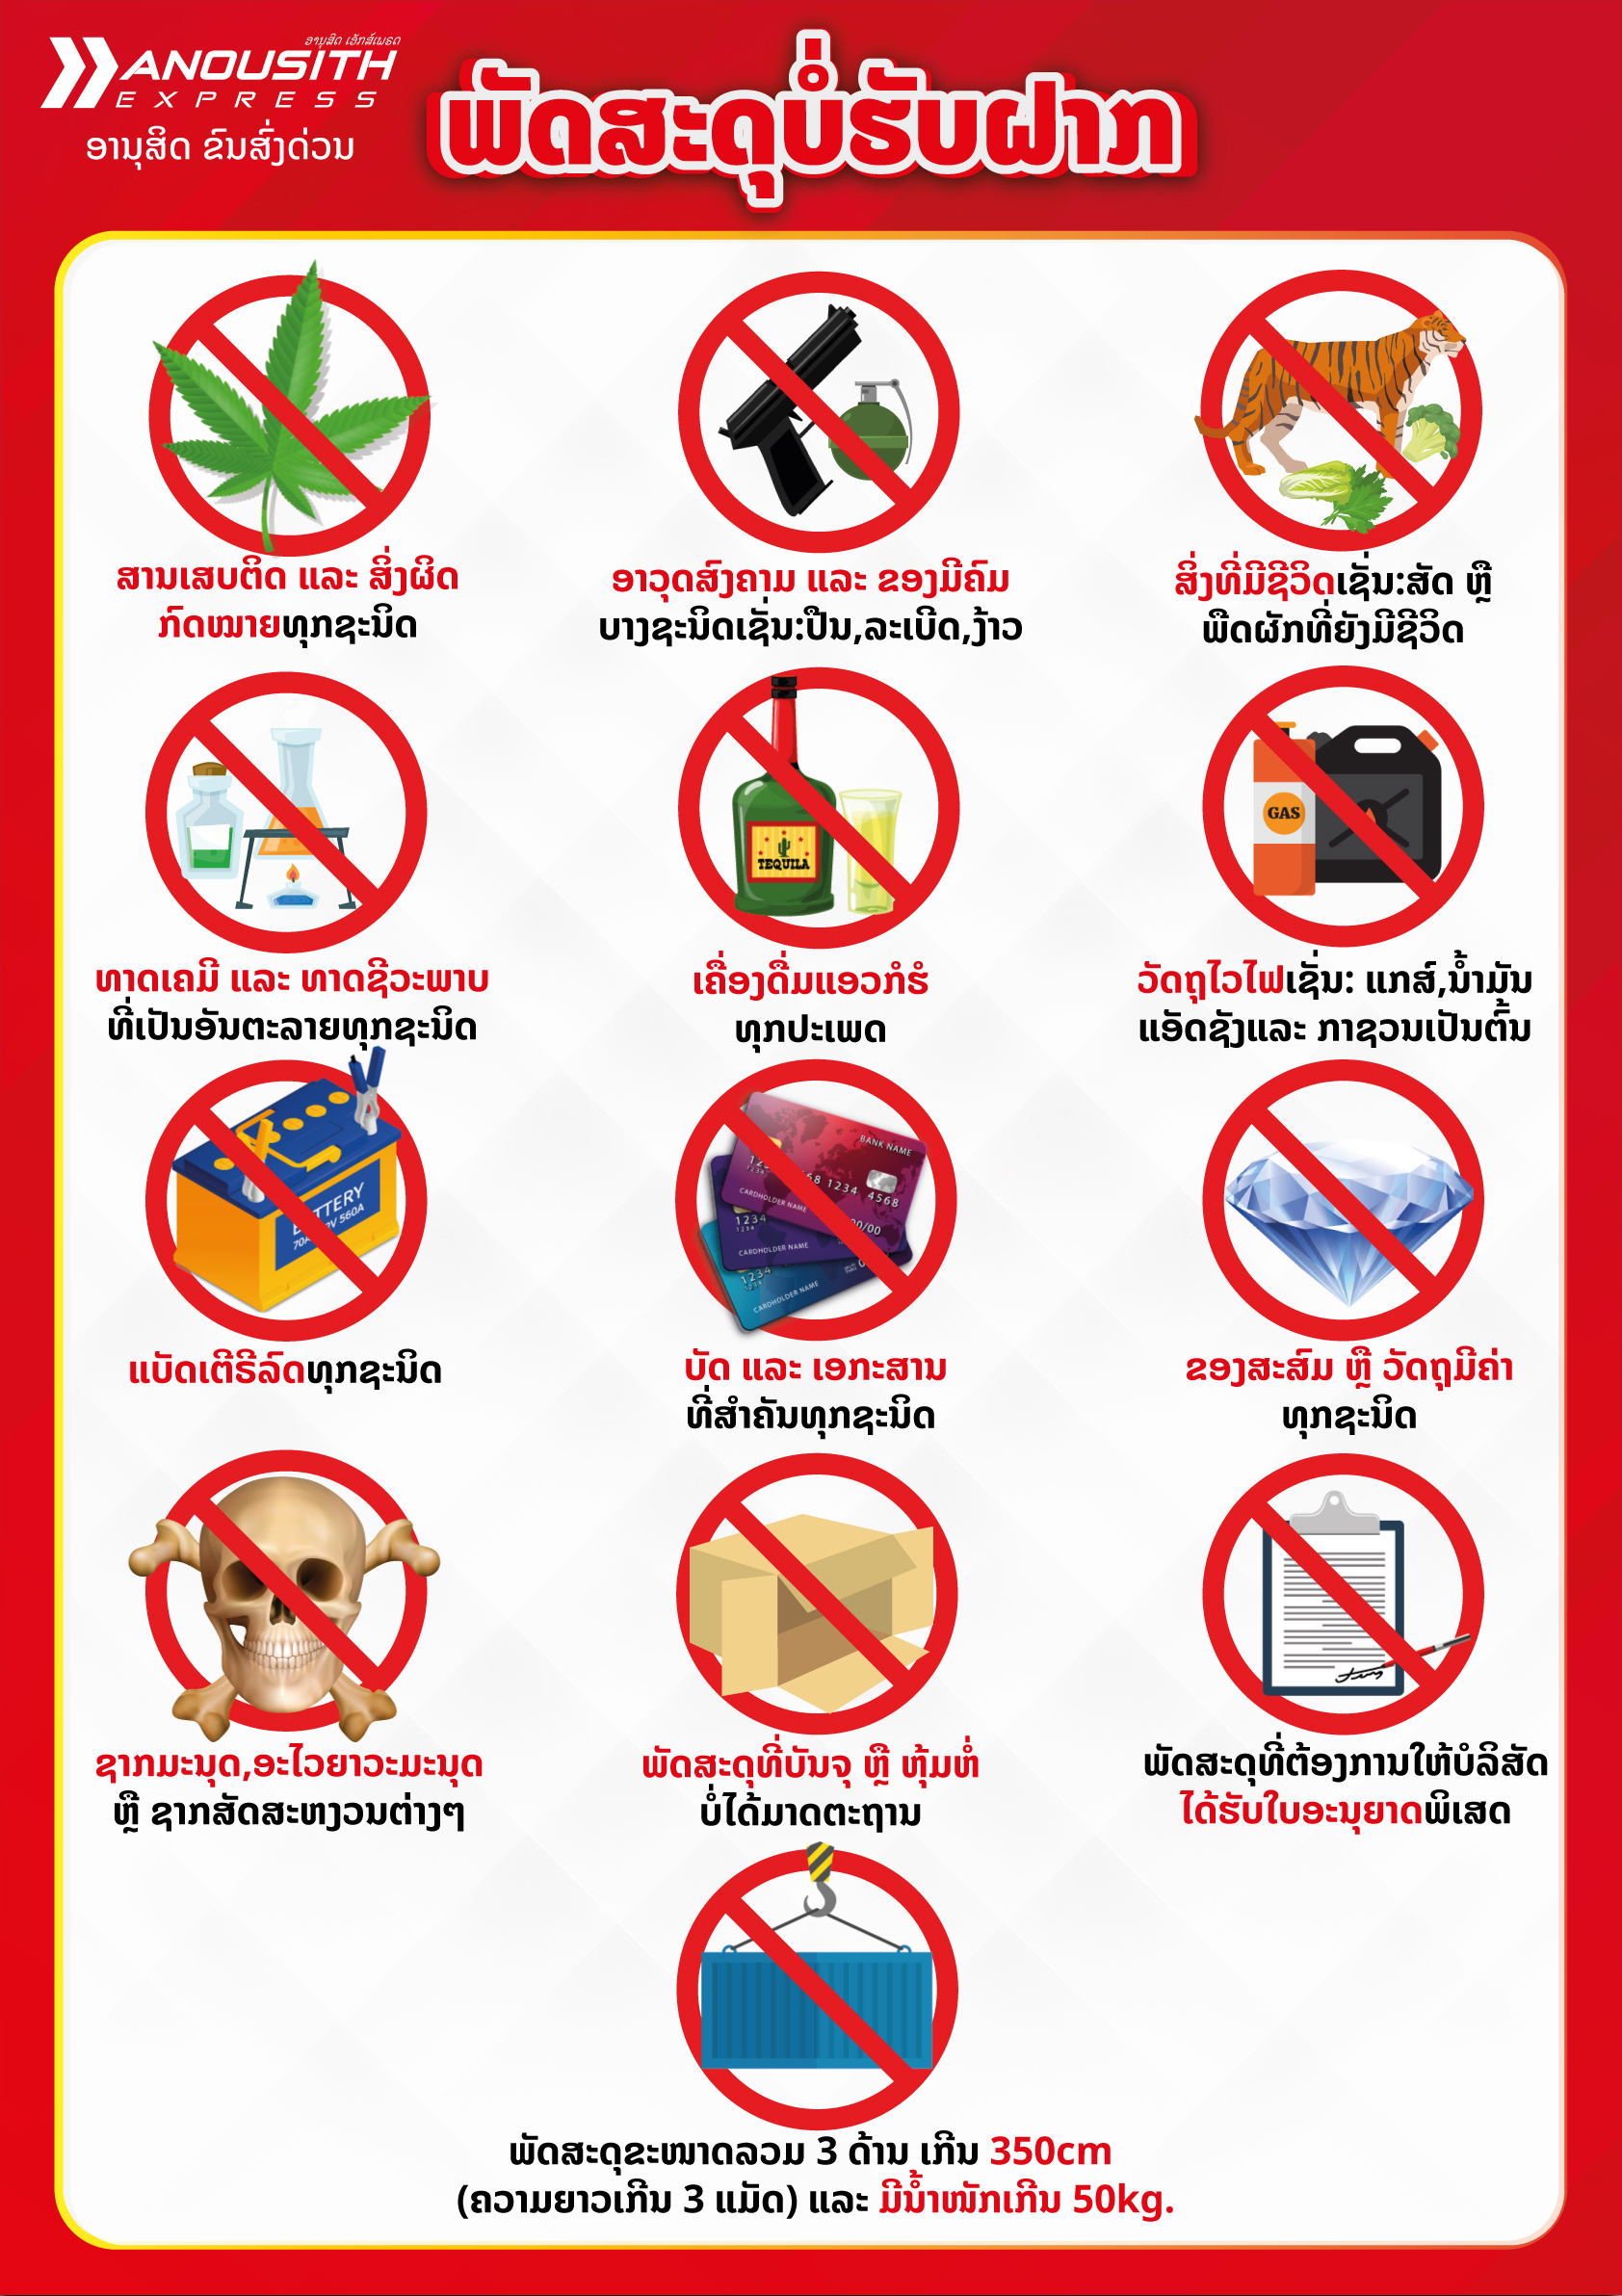 ອານຸສິດ ເອັກສ໌ເພຣດ
ANOUSITH
EXPRESS
ອານຸສິດ ຂົນສົ່ງດ່ວນ
ພັດສະດຸບໍ່ຮັບຝາກ
ສານເສບຕິດ ແລະ ສິ່ງຜິດ
ກົດໝາຍທຸກຊະນິດ
ອາວຸດສົງຄາມ ແລະ ຂອງມີຄົມ
ບາງຊະນິດເຊັ່ນ:ປືນ,ລະເບີດ,ງ້າວ
ສິ່ງທີ່ມີຊີວິດເຊັ່ນ:ສັດ ຫຼື
ພືດຜັກທີ່ຍັງມີຊີວິດ
TEQUILA
GAS
ທາດເຄມີ ແລະ ທາດຊີວະພາບ
ທີ່ເປັນອັນຕະລາຍທຸກຊະນິດ
ເຄື່ອງດື່ມແອວກໍຮໍ
ທຸກປະເພດ
ວັດຖຸໄວໄຟເຊັ່ນ: ແກສ໌,ນ້ຳມັນ
ແອັດຊັງແລະ ກາຊວນເປັນຕົ້ນ
560A
BANK NAME
1234 4568
CARDHOLDER NAME
00/00
1234
1234
CARDHOLDER NAME
1234
1234
CARDHOLDER NAME
ແບັດເຕີຣີລົດທຸກຊະນິດ
ບັດ ແລະ ເອກະສານ
ທີ່ສຳຄັນທຸກຊະນິດ
ຂອງສະສົມ ຫຼື ວັດຖຸມີຄ່າ
ທຸກຊະນິດ
ຊາກມະນຸດ,ອະໄວຍາວະມະນຸດ
ຫຼື ຊາກສັດສະຫງວນຕ່າງໆ
ພັດສະດຸທີ່ບັນຈຸ ຫຼື ຫຸ້ມຫໍ່
ບໍ່ໄດ້ມາດຕະຖານ
ພັດສະດຸທີ່ຕ້ອງການໃຫ້ບໍລິສັດ
ໄດ້ຮັບໃບອະນຸຍາດພິເສດ
ພັດສະດຸຂະໜາດລວມ 3 ດ້ານ ເກີນ 350cm
(ຄວາມຍາວເກີນ 3 ແມັດ) ແລະ ມີນ້ຳໜັກເກີນ 50kg.